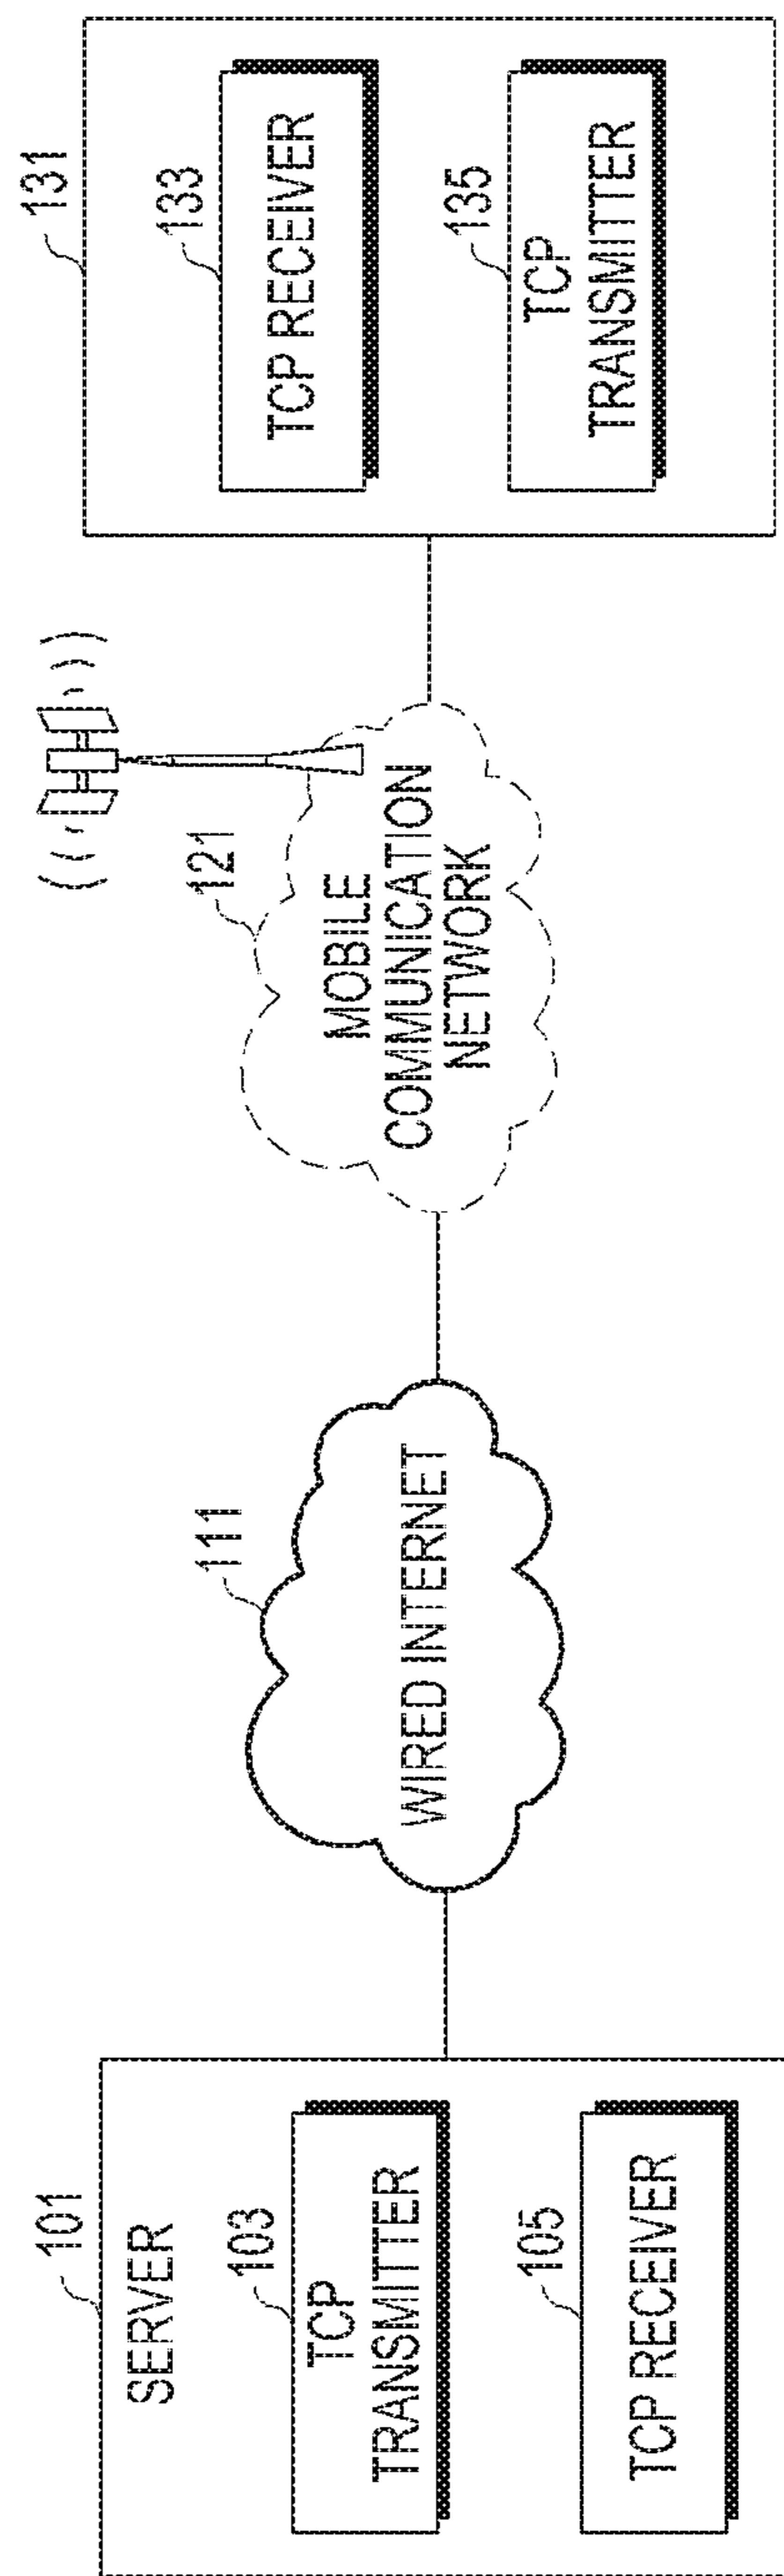 101
SERVER
103
TCP
TRANSMITTER
105
TCP RECEIVER
111
WIRED INTERNET
121
MOBILE
COMMUNICATION
NETWORK
131
133
TCP RECEIVER
135
TCP
TRANSMITTER